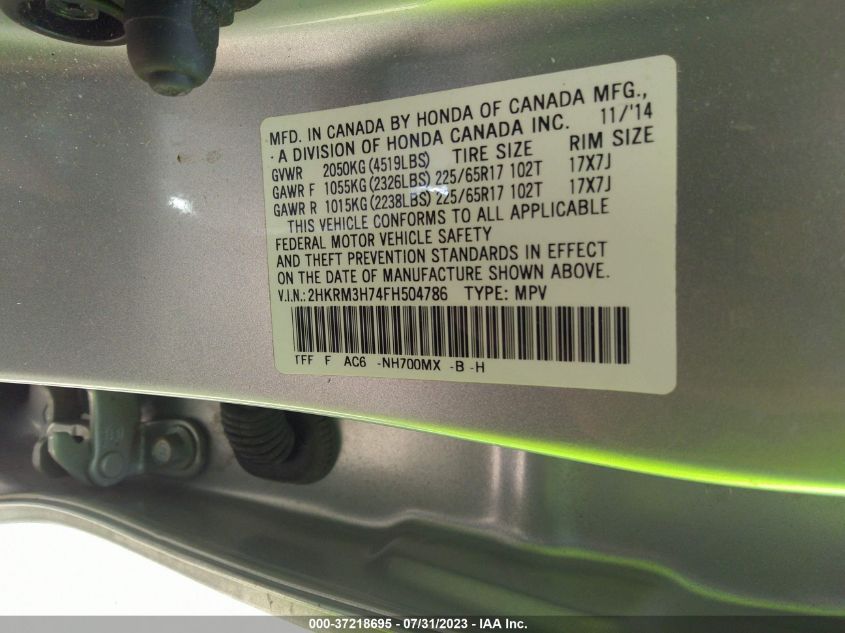 MFD. IN CANADA BY HONDA OF CANADA MFG.,
A DIVISION OF HONDA CANADA INC. 11/'14
GVWR 2050KG(4519LBS) TIRE SIZE RIM SIZE
GAWR F 1055KG(2326LBS) 225/65R17 102T 17X7J
GAWR R 1015KG(2238LBS) 225/65R17 102T 17X7J
THIS VEHICLE CONFORMS TO ALL APPLICABLE
FEDERAL MOTOR VEHICLE SAFETY
AND THEFT PREVENTION STANDARDS IN EFFECT
ON THE DATE OF MANUFACTURE SHOWN ABOVE.
V.I.N.: 2HKRM3H74FH504786 TYPE: MPV
TFF F AC6 -NH700MX -B -H
000-37218695 - 07/31/2023 - IAA Inc.